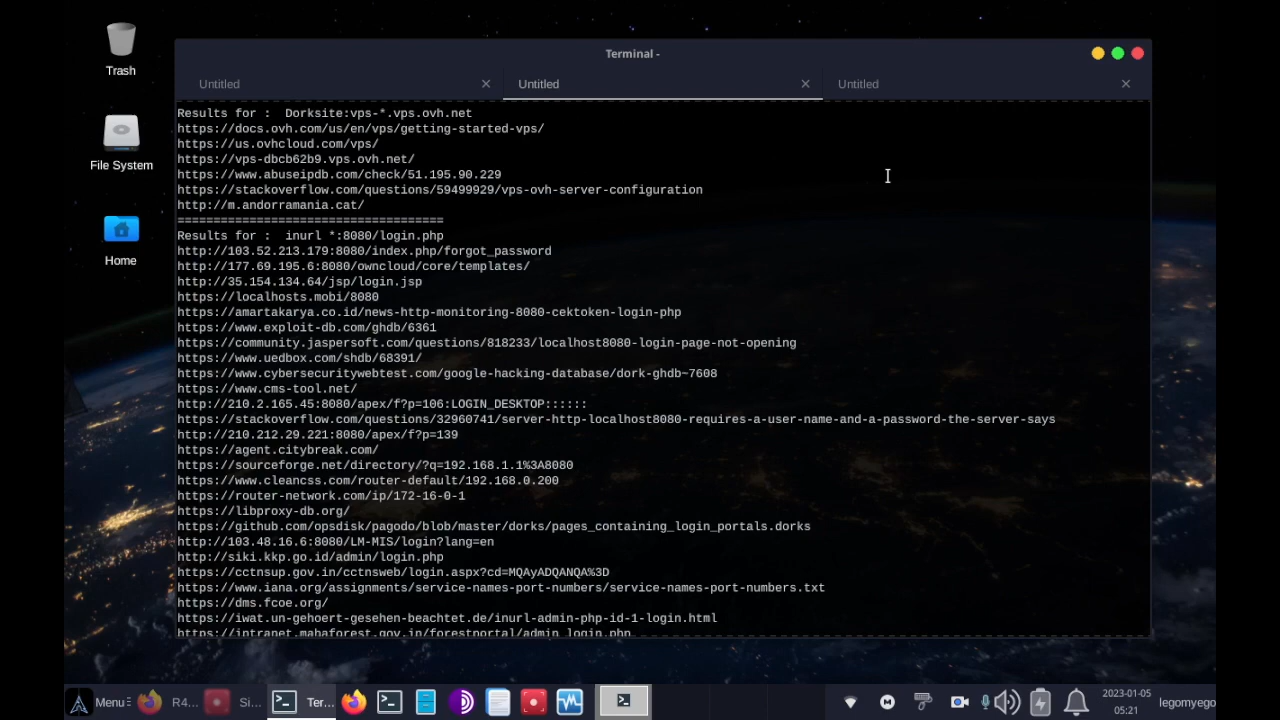 Trash
File System
Home
Terminal -
Untitled
Untitled
Untitled
Results for :  Dorksite:vps-*.vps.ovh.net
https://docs.ovh.com/us/en/vps/getting-started-vps/
https://us.ovhcloud.com/vps/
https://vps-dbcb62b9.vps.ovh.net/
https://www.abuseipdb.com/check/51.195.90.229
https://stackoverflow.com/questions/59499929/vps-ovh-server-configuration
http://m.andorramania.cat/
=====================================
Results for :  inurl *:8080/login.php
http://103.52.213.179:8080/index.php/forgot_password
http://177.69.195.6:8080/owncloud/core/templates/
http://35.154.134.64/jsp/login.jsp
https://localhosts.mobi/8080
https://amartakarya.co.id/news-http-monitoring-8080-cektoken-login-php
https://www.exploit-db.com/ghdb/6361
https://community.jaspersoft.com/questions/818233/localhost8080-login-page-not-opening
https://www.uedbox.com/shdb/68391/
https://www.cybersecuritywebtest.com/google-hacking-database/dork-ghdb~7608
https://www.cms-tool.net/
http://210.2.165.45:8080/apex/f?p=106:LOGIN_DESKTOP::::::
https://stackoverflow.com/questions/32960741/server-http-localhost8080-requires-a-user-name-and-a-password-the-server-says
http://210.212.29.221:8080/apex/f?p=139
https://agent.citybreak.com/
https://sourceforge.net/directory/?q=192.168.1.1%3A8080
https://www.cleancss.com/router-default/192.168.0.200
https://router-network.com/ip/172-16-0-1
https://libproxy-db.org/
https://github.com/opsdisk/pagodo/blob/master/dorks/pages_containing_login_portals.dorks
http://103.48.16.6:8080/LM-MIS/login?lang=en
http://siki.kkp.go.id/admin/login.php
https://cctnsup.gov.in/cctnsweb/login.aspx?cd=MQAyADQANQA%3D
https://www.iana.org/assignments/service-names-port-numbers/service-names-port-numbers.txt
https://dms.fcoe.org/
https://iwat.un-gehoert-gesehen-beachtet.de/inurl-admin-php-id-1-login.html
https://intranet.mahaforest.gov.in/forestportal/admin_login.php
Menu
R4...
Si...
Ter...
2023-01-05
05:21
legomyego